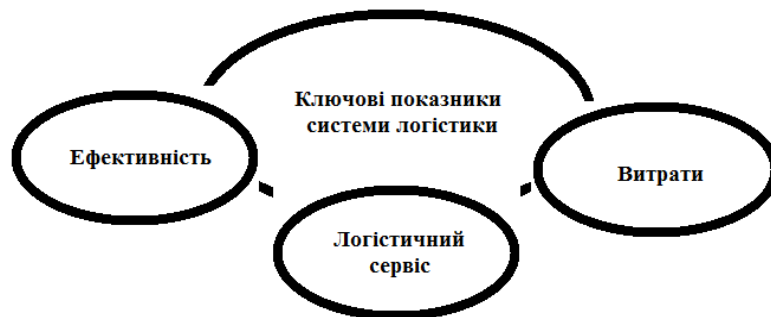 Ключові показники
системи логістики
Ефективність
Витрати
Логістичний
сервіс